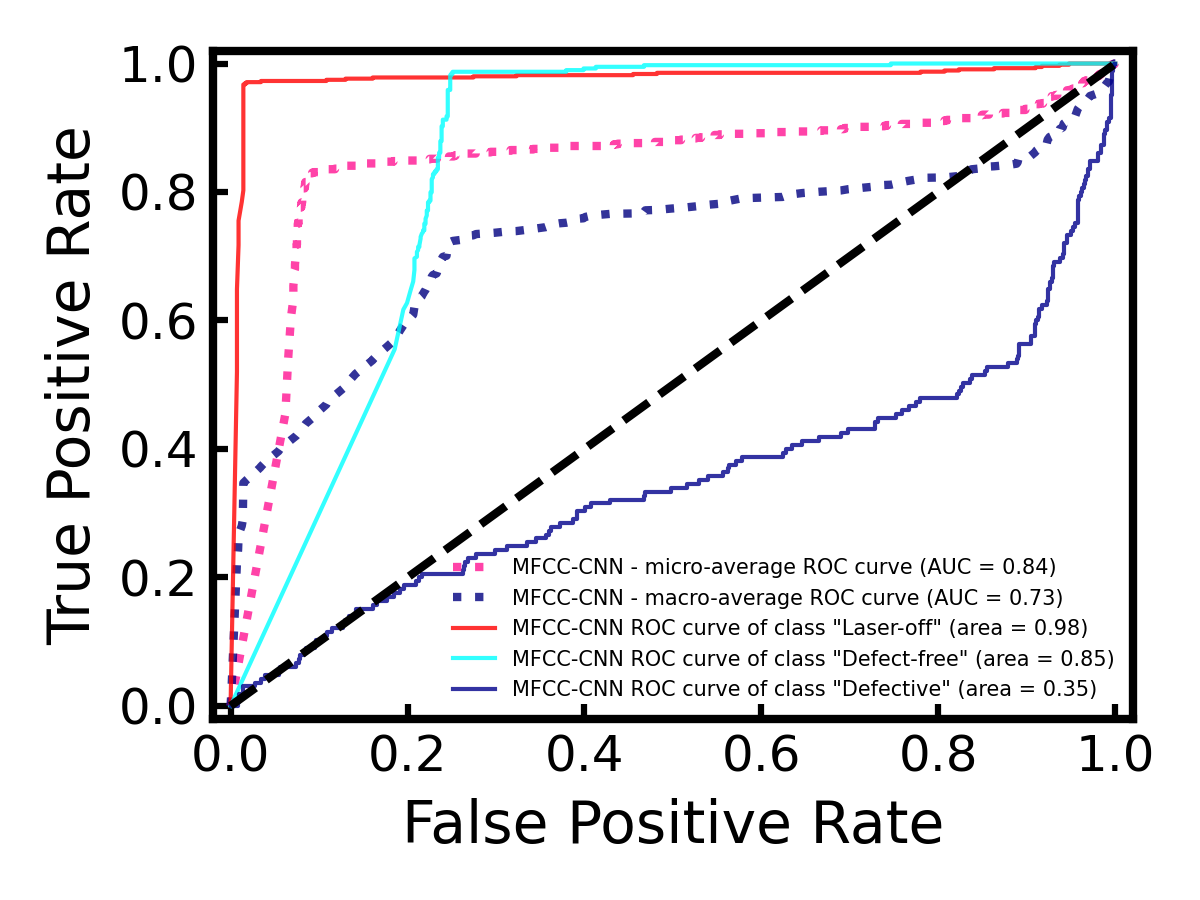 True Positive Rate
1.0
0.8
0.6
0.4
0.2
0.0
MFCC-CNN - micro-average ROC curve (AUC = 0.84)
MFCC-CNN - macro-average ROC curve (AUC = 0.73)
MFCC-CNN ROC curve of class "Laser-off" (area = 0.98)
MFCC-CNN ROC curve of class "Defect-free" (area = 0.85)
MFCC-CNN ROC curve of class "Defective" (area = 0.35)
0.0 0.2 0.4 0.6 0.8 1.0
False Positive Rate